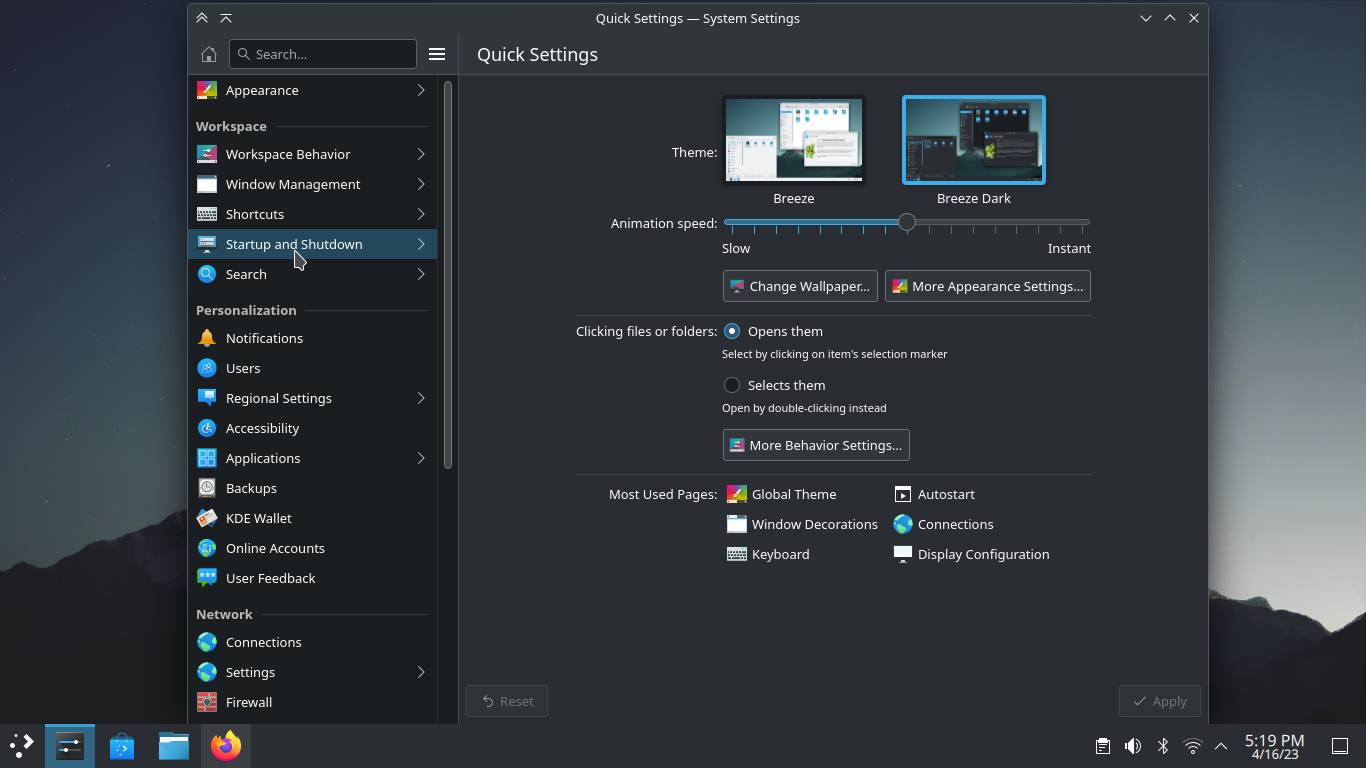 Quick Settings — System Settings
Search...
Quick Settings
Appearance
Workspace
Workspace Behavior
Window Management
Shortcuts
Startup and Shutdown
Search
Personalization
Notifications
Users
Regional Settings
Accessibility
Applications
Backups
KDE Wallet
Online Accounts
User Feedback
Network
Connections
Settings
Firewall
Theme:
Breeze
Breeze Dark
Animation speed:
Slow
Instant
Change Wallpaper...
More Appearance Settings...
Clicking files or folders:
Opens them
Select by clicking on item's selection marker
Selects them
Open by double-clicking instead
More Behavior Settings...
Most Used Pages:
Global Theme
Autostart
Window Decorations
Connections
Keyboard
Display Configuration
Reset
Apply
5:19 PM
4/16/23